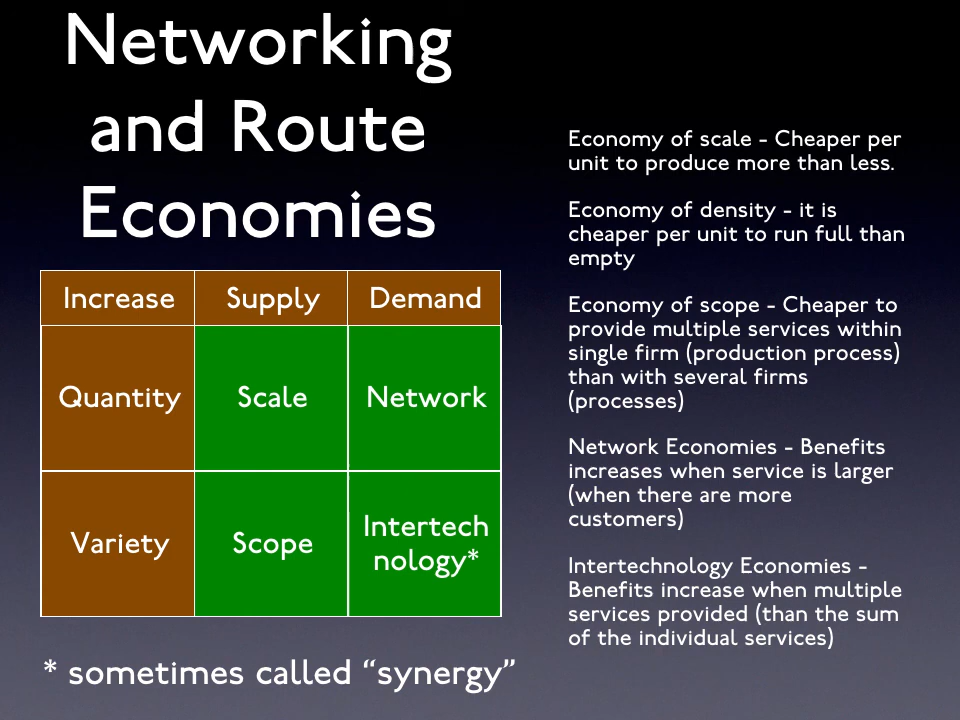 Networking
and Route
Economies
Increase Supply Demand
Quantity Scale Network
Variety Scope Intertech
nology*
* sometimes called “synergy”
Economy of scale - Cheaper per
unit to produce more than less.
Economy of density - it is
cheaper per unit to run full than
empty
Economy of scope - Cheaper to
provide multiple services within
single firm (production process)
than with several firms
(processes)
Network Economies - Benefits
increases when service is larger
(when there are more
customers)
Intertechnology Economies -
Benefits increase when multiple
services provided (than the sum
of the individual services)